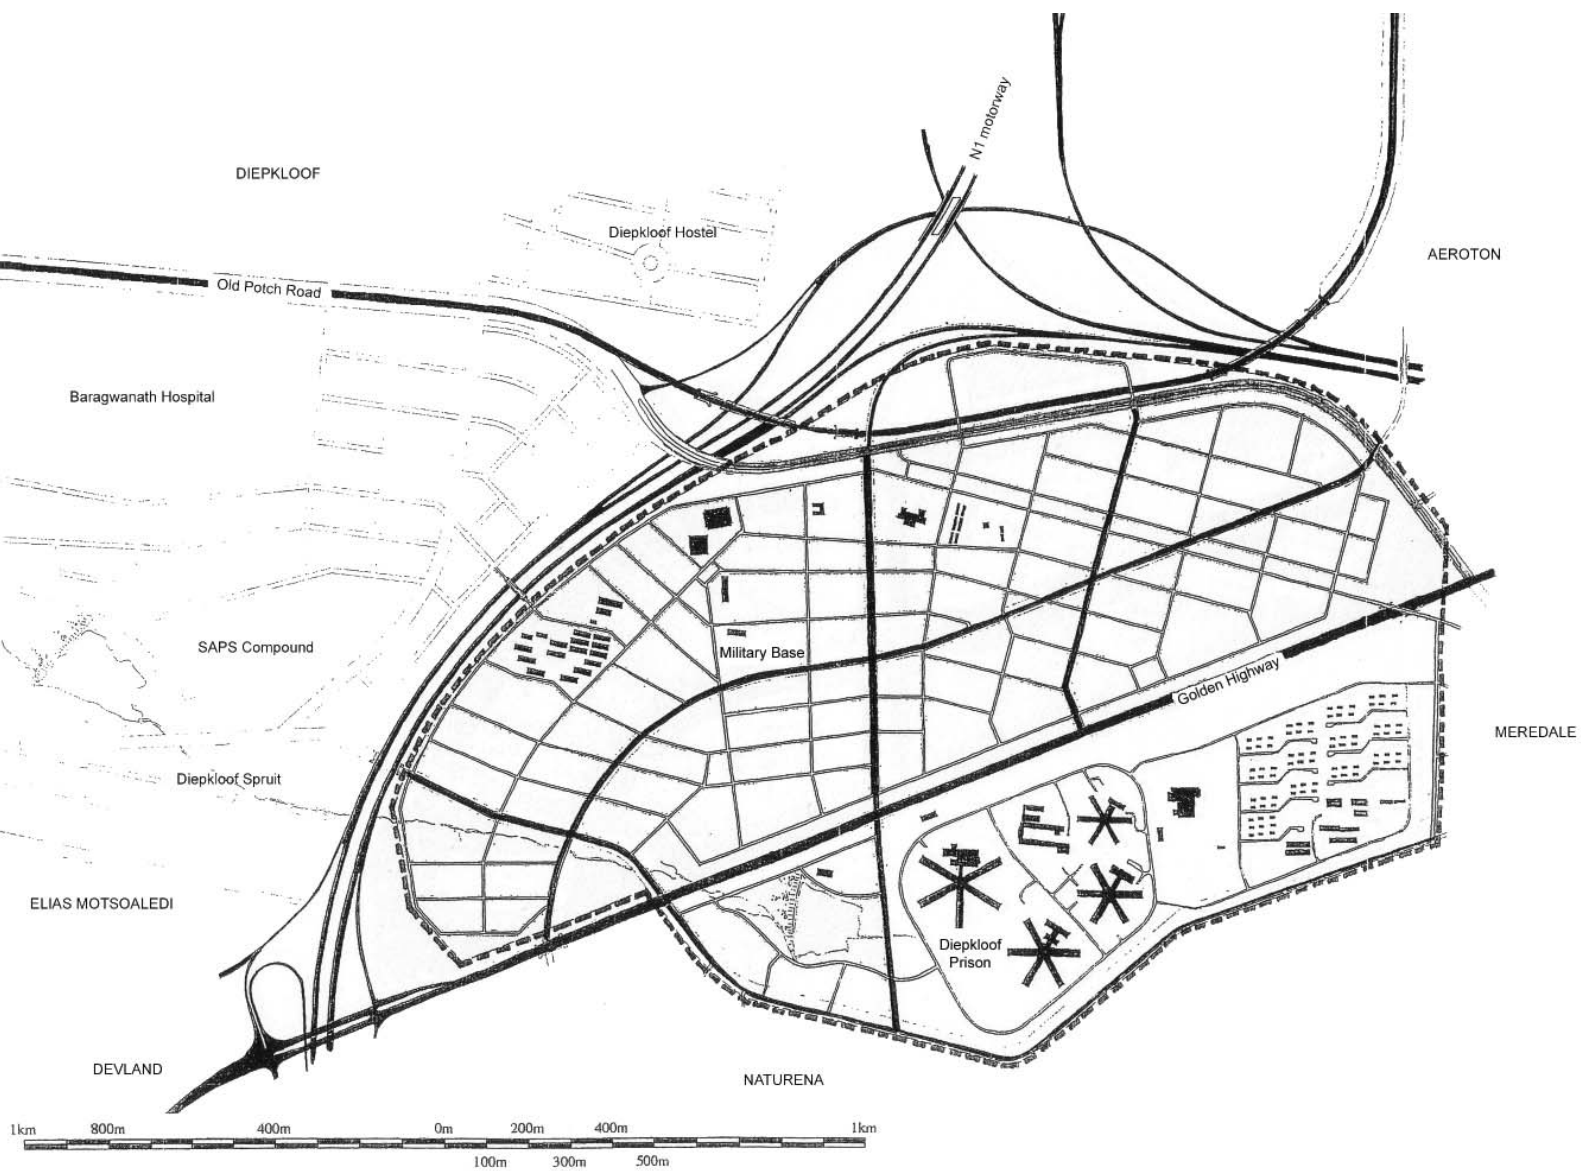 N1 motorway
DIEPKLOOF
Diepkloof Hostel
AEROTON
Old Potch Road
Baragwanath Hospital
SAPS Compound
Military Base
Golden Highway
MEREDALE
Diepkloof Spruit
ELIAS MOTSOALEDI
Diepkloof
Prison
DEVLAND
NATURENA
1km 800m 400m 0m 200m 400m 1km
100m 300m 500m